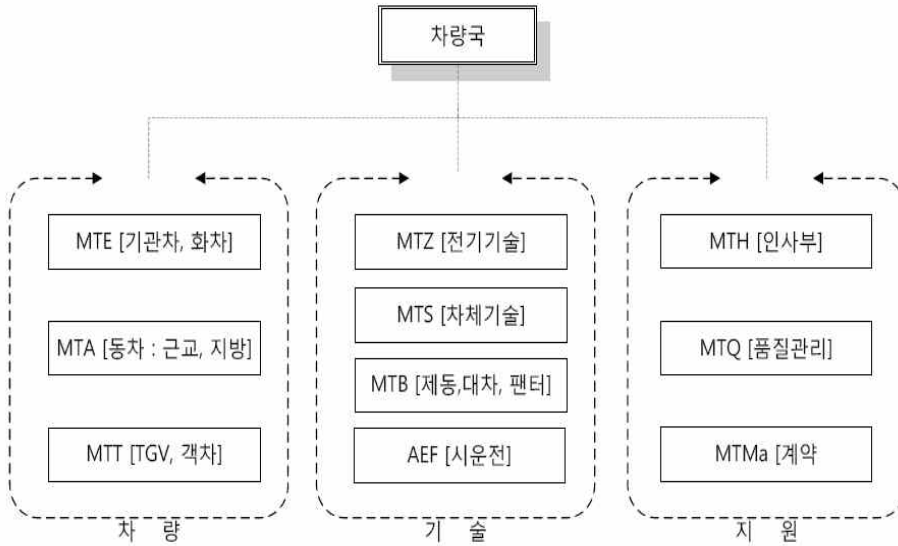 차량국
MTE [기관차, 화차]
MTA [동차 : 근교, 지방]
MTT [TGV, 객차]
차 량
MTZ [전기기술]
MTS [차체기술]
MTB [제동,대차, 팬터]
AEF [시운전]
기 술
MTH [인사부]
MTQ [품질관리]
MTMa [계약
지 원